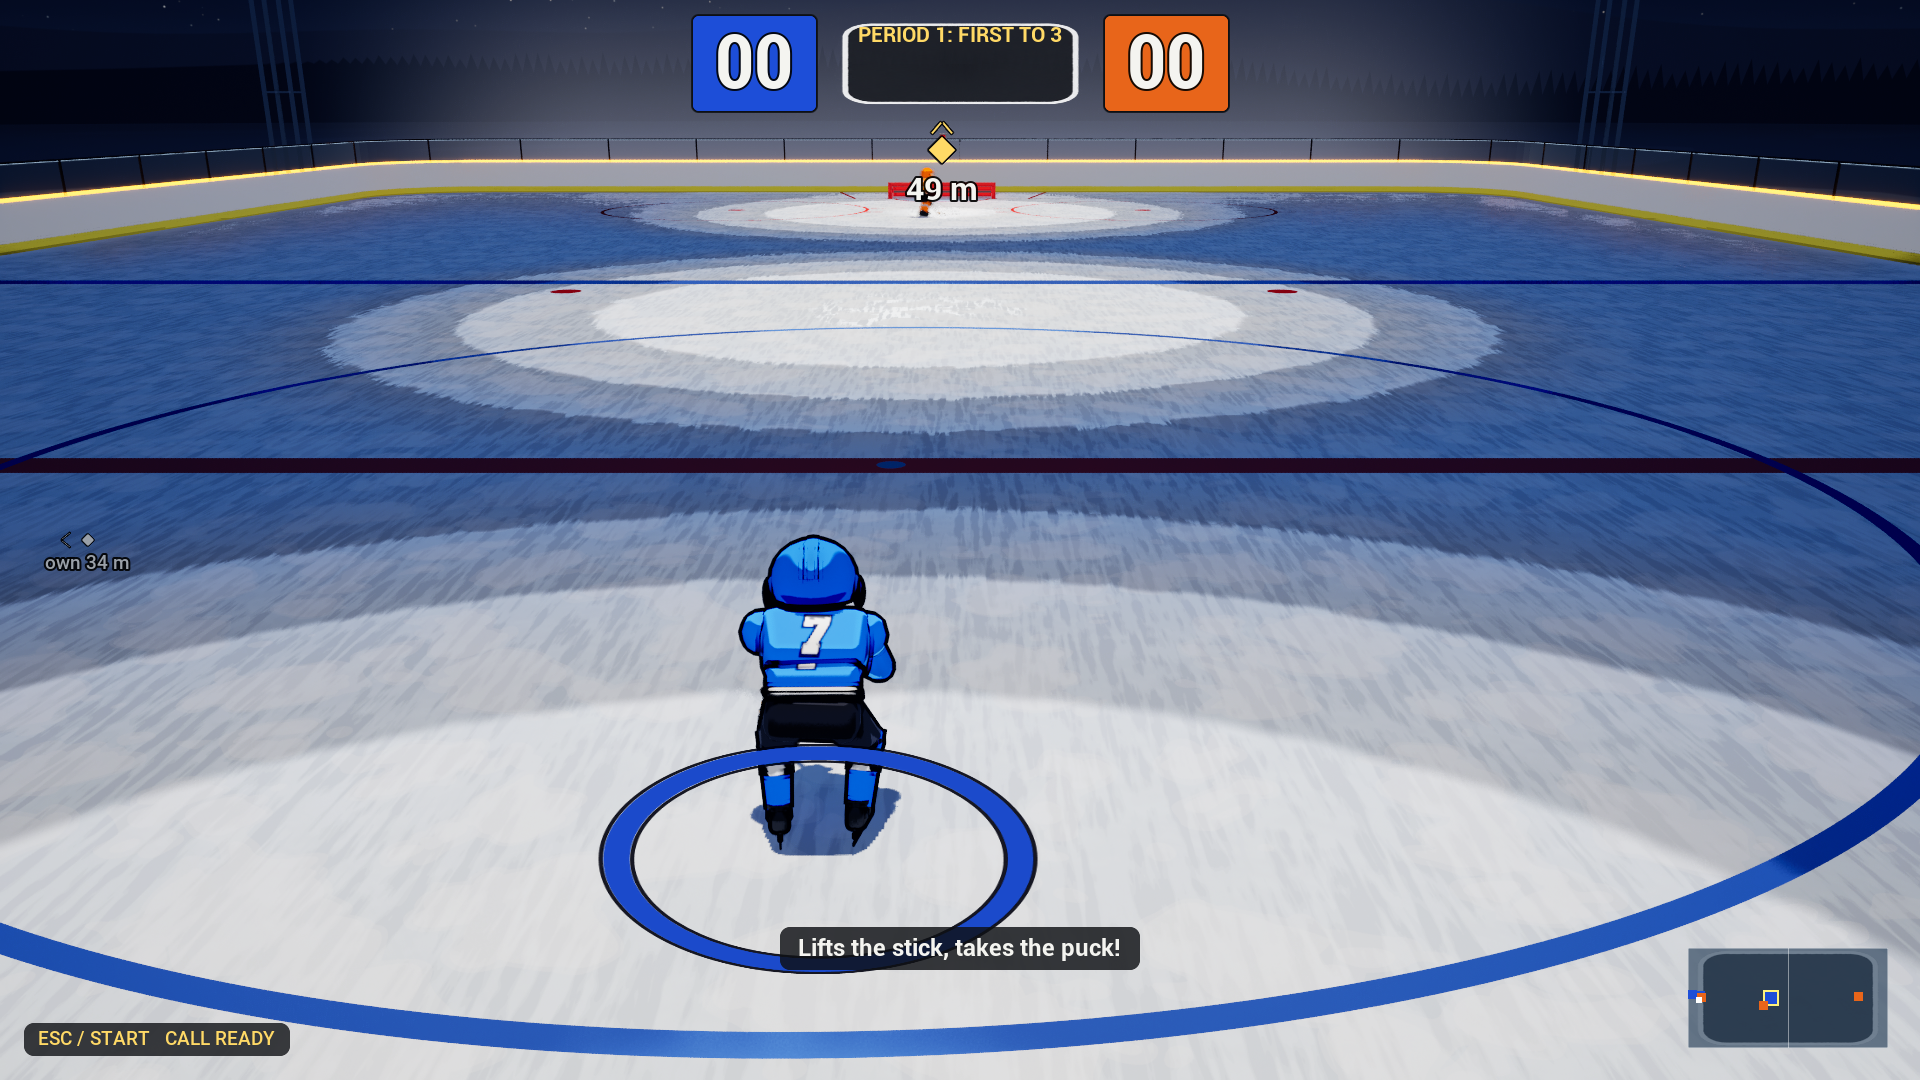 00
PERIOD 1: FIRST TO 3
00
49 m
own 34 m
7
Lifts the stick, takes the puck!
ESC / START CALL READY